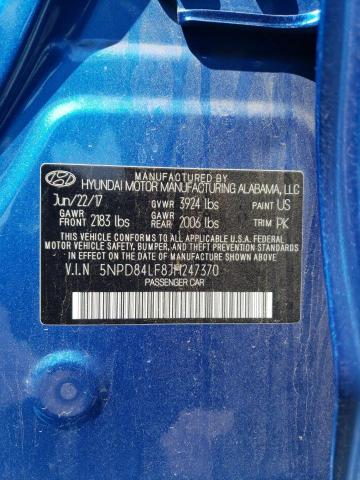 MANUFACTURED BY
HYUNDAI MOTOR MANUFACTURING ALABAMA, LLC
Jun/22/17 GVWR 3924 lbs PAINT US
GAWR FRONT 2183 lbs GAWR REAR 2006 lbs TRIM PK
THIS VEHICLE CONFORMS TO ALL APPLICABLE U.S. FEDERAL
MOTOR VEHICLE SAFETY, BUMPER, AND THEFT PREVENTION
STANDARDS IN EFFECT ON THE DATE OF MANUFACTURE SHOWN ABOVE.
V.I.N 5NPD84LF8JH247370
PASSENGER CAR